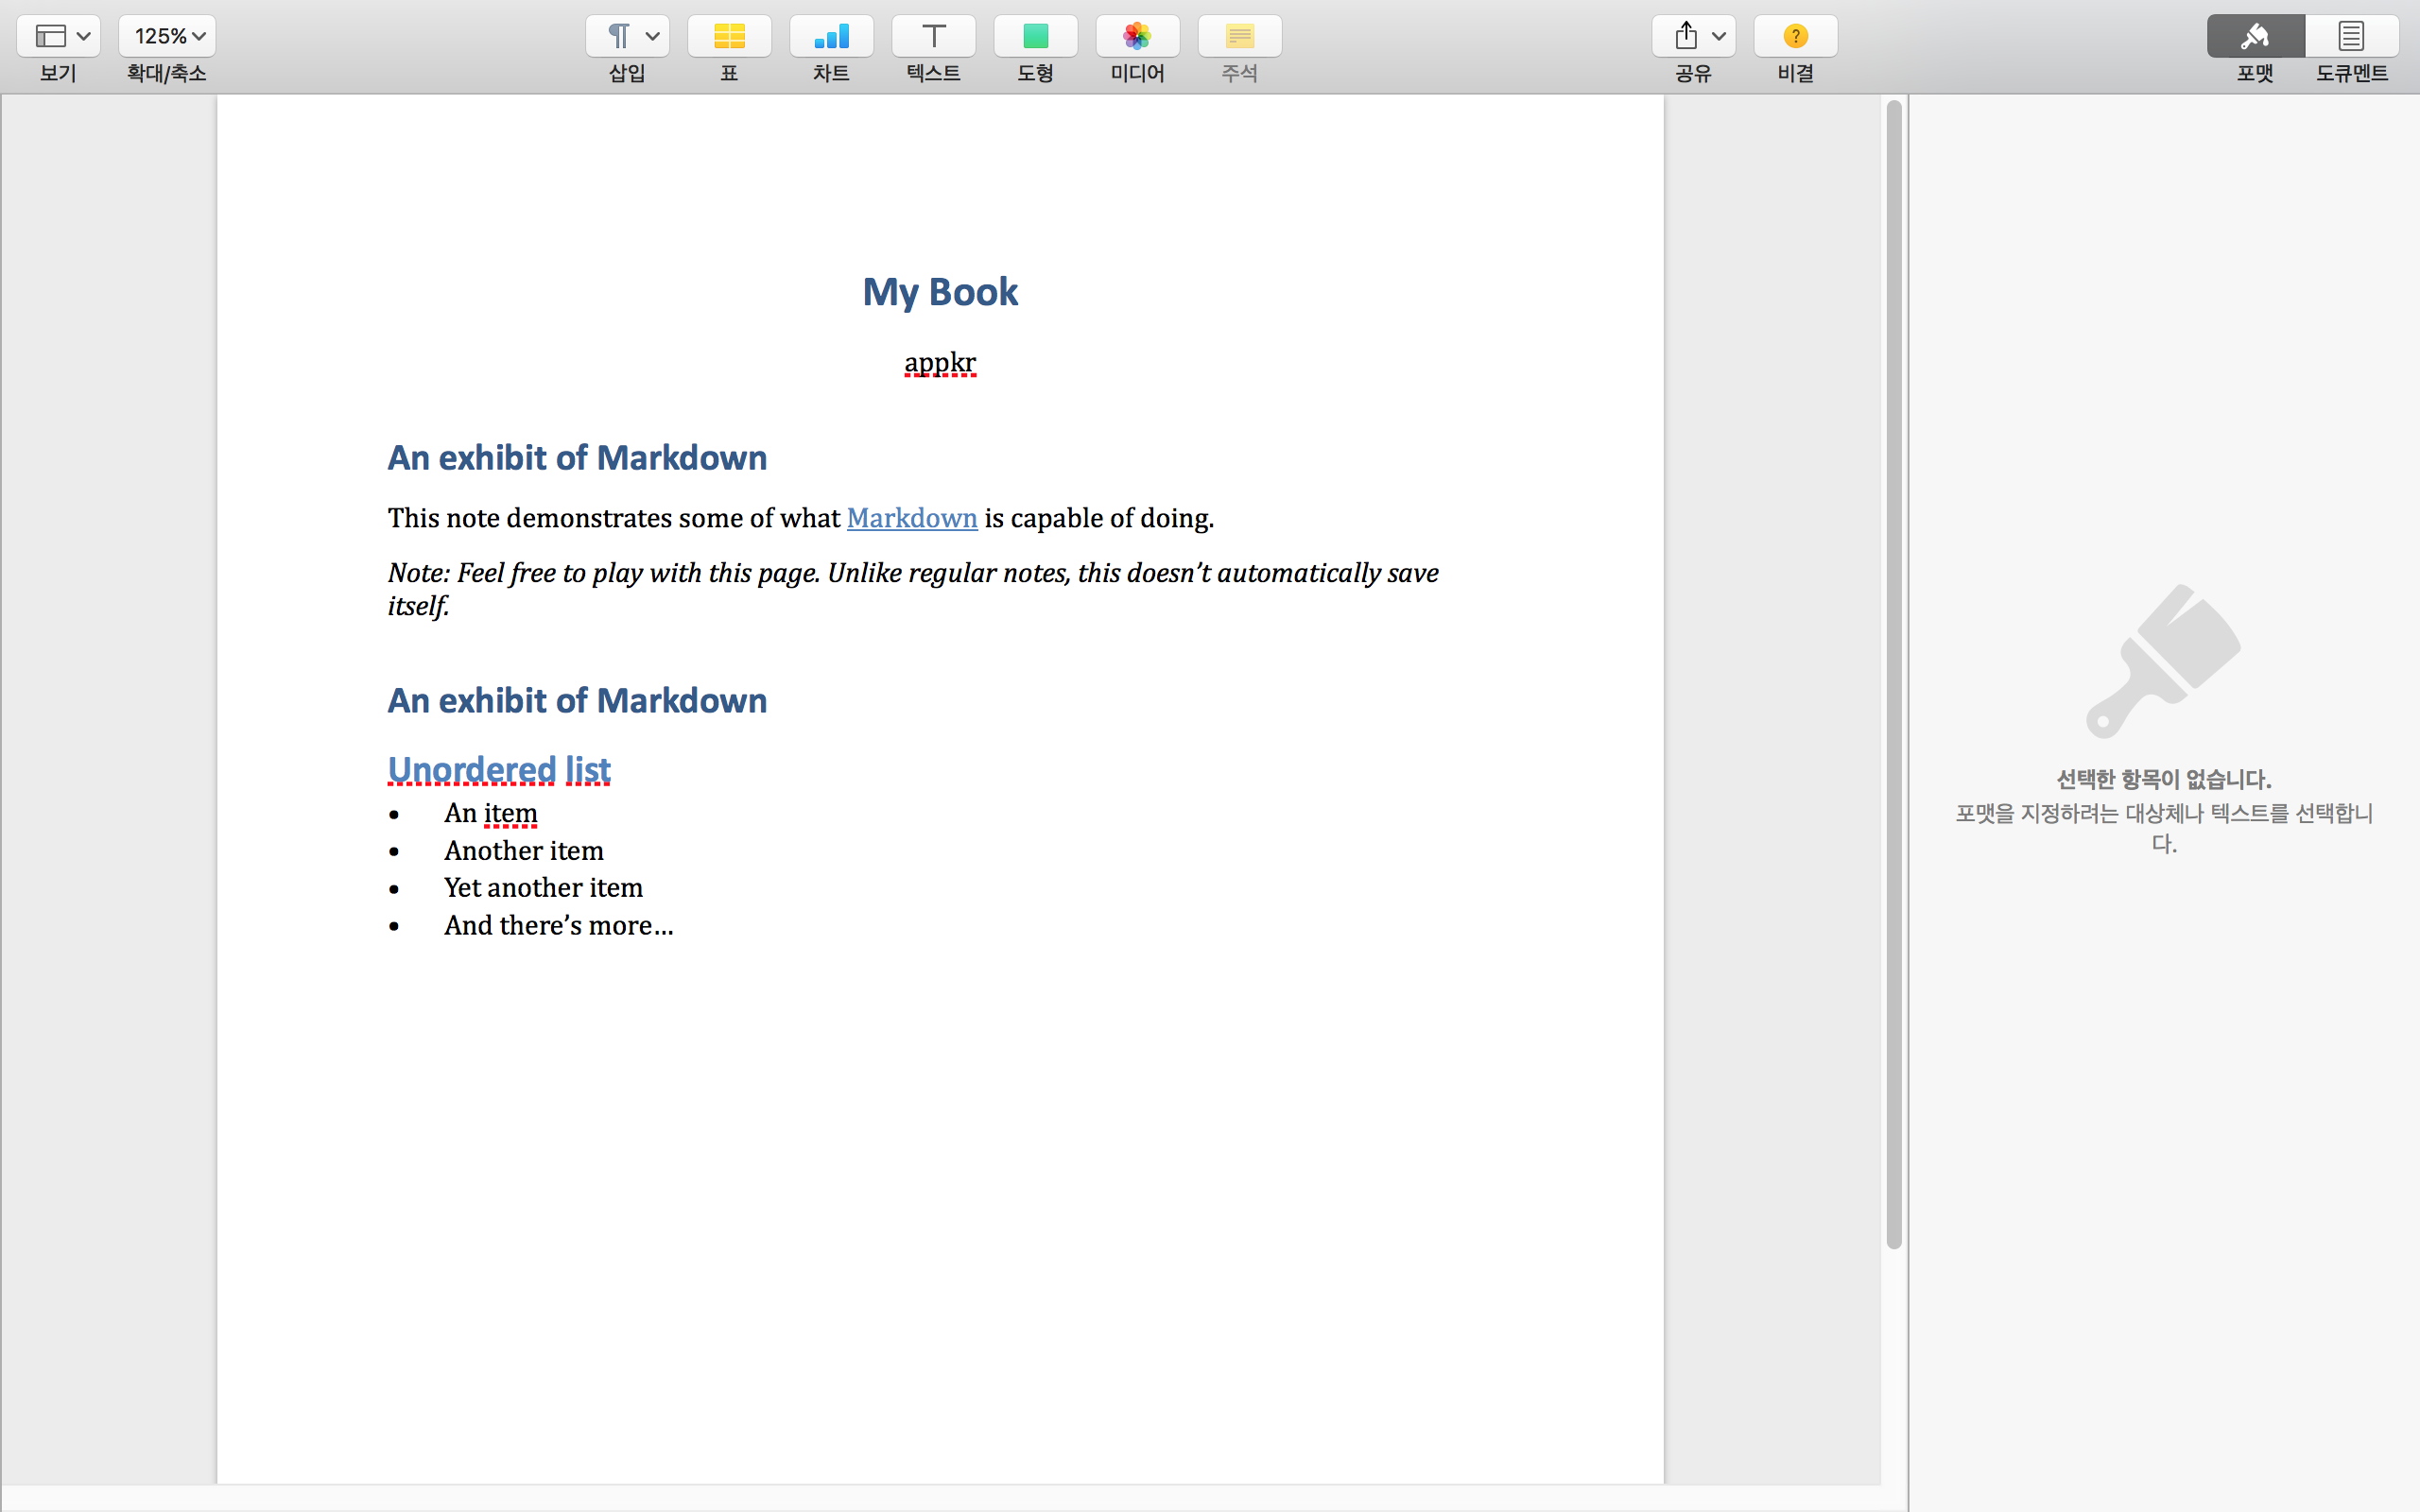 125%
보기
확대/축소
삽입
표
차트
텍스트
도형
미디어
주석
공유
비결
포맷
도큐멘트
My Book
appkr
An exhibit of Markdown
This note demonstrates some of what Markdown is capable of doing.
Note: Feel free to play with this page. Unlike regular notes, this doesn’t automatically save
itself.
An exhibit of Markdown
Unordered list
• An item
• Another item
• Yet another item
• And there’s more…
선택한 항목이 없습니다.
포맷을 지정하려는 대상체나 텍스트를 선택합니
다.